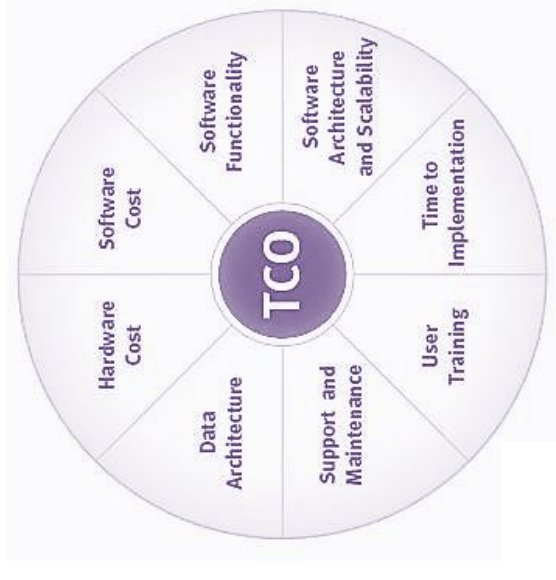 Software
Cost
Software
Functionality
Software
Architecture
and Scalability
Time to
Implementation
User
Training
Support and
Maintenance
Data
Architecture
Hardware
Cost
TCO